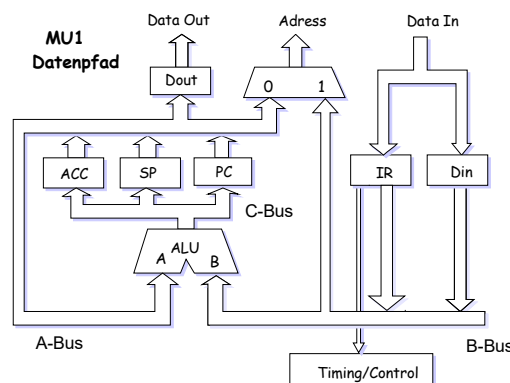 Data Out
Adress
Data In
MU1
Datenpfad
Dout
0
1
ACC
SP
PC
IR
Din
C-Bus
ALU
A
B
A-Bus
B-Bus
Timing/Control